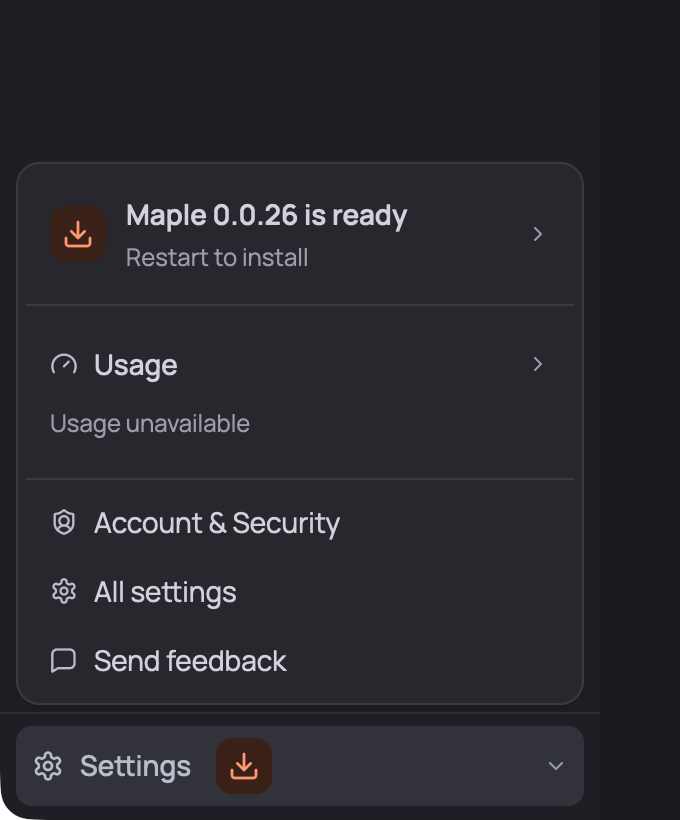 Maple 0.0.26 is ready
Restart to install
Usage
Usage unavailable
Account & Security
All settings
Send feedback
Settings